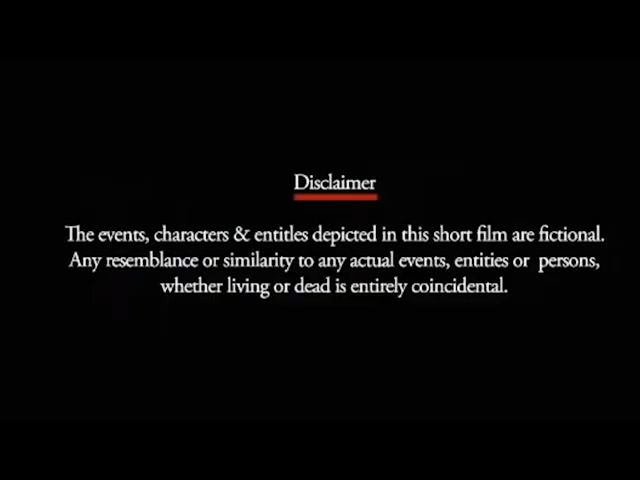 Disclaimer
The events, characters & entitles depicted in this short film are fictional.
Any resemblance or similarity to any actual events, entities or persons,
whether living or dead is entirely coincidental.